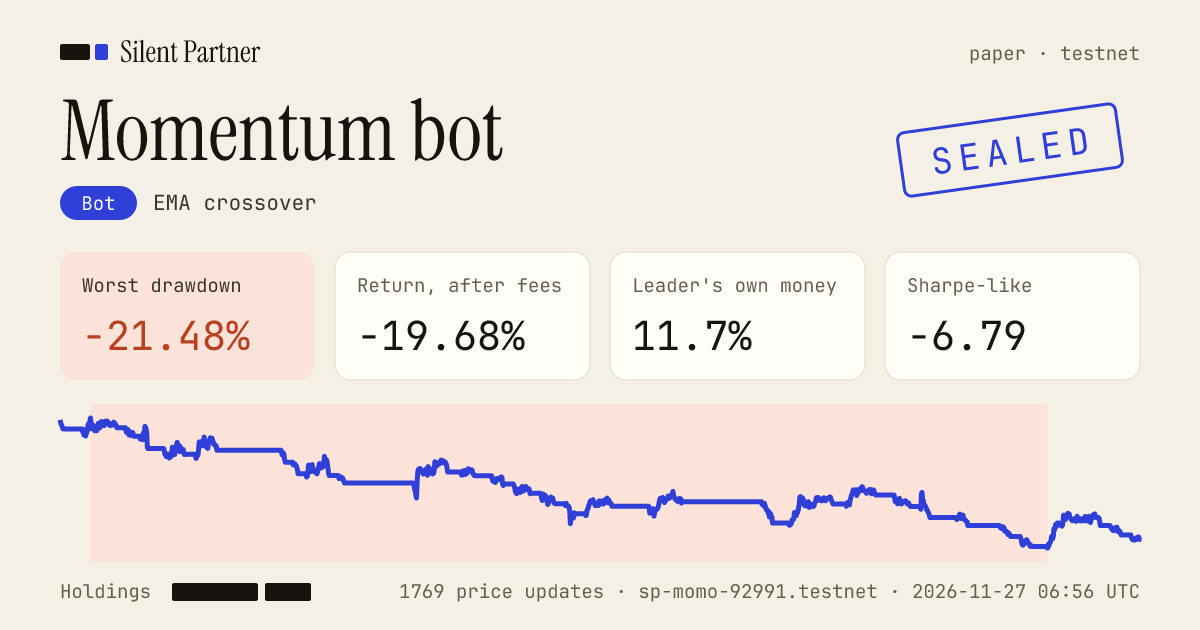 Silent Partner
paper · testnet
Momentum bot
SEALED
Bot EMA crossover
Worst drawdown
-21.48%
Return, after fees
-19.68%
Leader's own money
11.7%
Sharpe-like
-6.79
Holdings
1769 price updates · sp-momo-92991.testnet · 2026-11-27 06:56 UTC